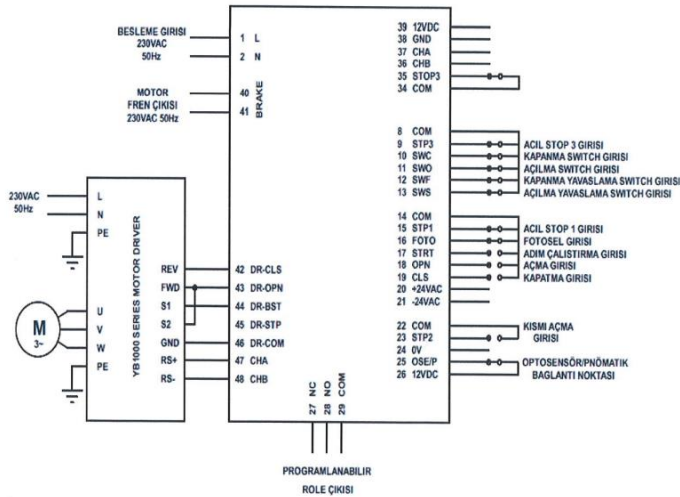 BESLEME GIRISI
230VAC
50Hz
1 L
2 N
MOTOR
FREN ÇIKISI
230VAC 50Hz
40
41
BRAKE
39 12VDC
38 GND
37 CHA
36 CHB
35 STOP3
34 COM
8 COM
9 STP3 ACIL STOP 3 GIRISI
10 SWC KAPANMA SWITCH GIRISI
11 SWO AÇILMA SWITCH GIRISI
12 SWF KAPANMA YAVASLAMA SWITCH GIRISI
13 SWS AÇILMA YAVASLAMA SWITCH GIRISI
14 COM
15 STP1 ACIL STOP 1 GIRISI
16 FOTO FOTOSEL GIRISI
17 STRT ADIM ÇALISTIRMA GIRISI
18 OPN AÇMA GIRISI
19 CLS KAPATMA GIRISI
20 +24VAC
21 -24VAC
22 COM KISMI AÇMA
23 STP2 GIRISI
24 0V
25 OSE/P OPTOSENSÖR/PNÖMATIK
26 12VDC BAGLANTI NOKTASI
230VAC
50Hz
L
N
PE
YB1000 SERIES MOTOR DRIVER
REV
FWD
S1
S2
GND
RS+
RS-
42 DR-CLS
43 DR-OPN
44 DR-BST
45 DR-STP
46 DR-COM
47 CHA
48 CHB
M
3~
U
V
W
PE
27 NC
28 NO
29 COM
PROGRAMLANABILIR
ROLE ÇIKISI